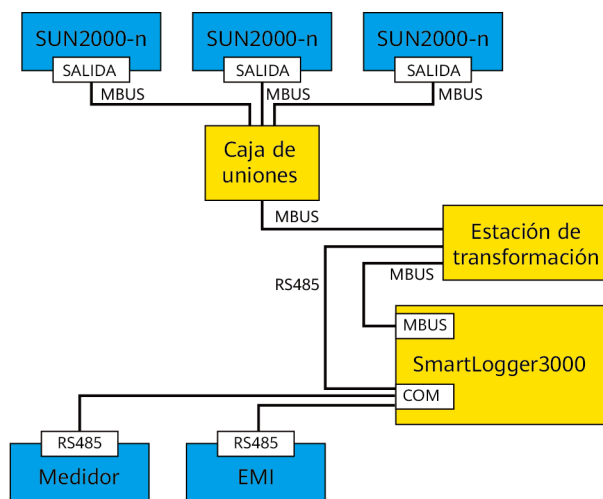 SUN2000-n
SUN2000-n
SUN2000-n
SALIDA
SALIDA
SALIDA
MBUS
MBUS
MBUS
Caja de
uniones
MBUS
Estación de
transformación
MBUS
RS485
MBUS
SmartLogger3000
COM
RS485
RS485
Medidor
EMI